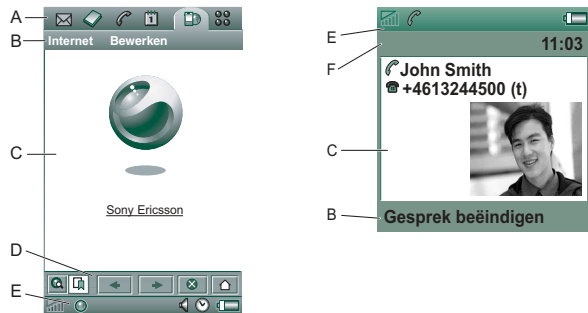 A
B
Internet Bewerken
C
Sony Ericsson
D
E
E
F
11:03
John Smith
+4613244500 (t)
C
B
Gesprek beëindigen